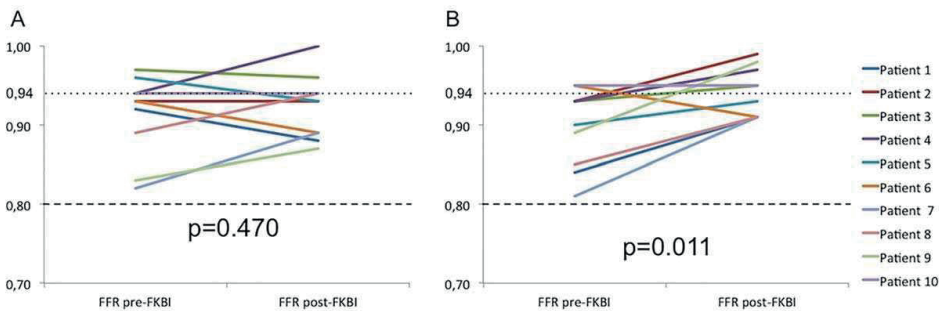 A
1,00
0,94
0,90
0,80
0,70
p=0.470
FFR pre-FKBI
FFR post-FKBI
B
1,00
0,94
0,90
0,80
0,70
p=0.011
FFR pre-FKBI
FFR post-FKBI
Patient 1
Patient 2
Patient 3
Patient 4
Patient 5
Patient 6
Patient 7
Patient 8
Patient 9
Patient 10